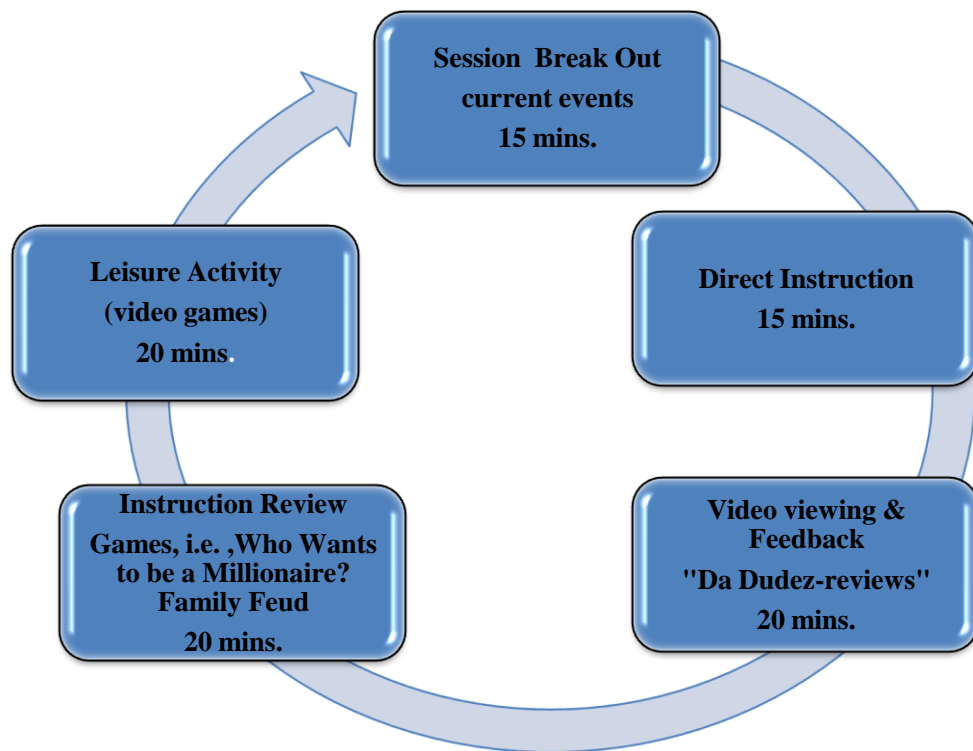 Session Break Out
current events
15 mins.
Direct Instruction
15 mins.
Video viewing &
Feedback
"Da Dudez-reviews"
20 mins.
Instruction Review
Games, i.e. ,Who Wants
to be a Millionaire?
Family Feud
20 mins.
Leisure Activity
(video games)
20 mins.